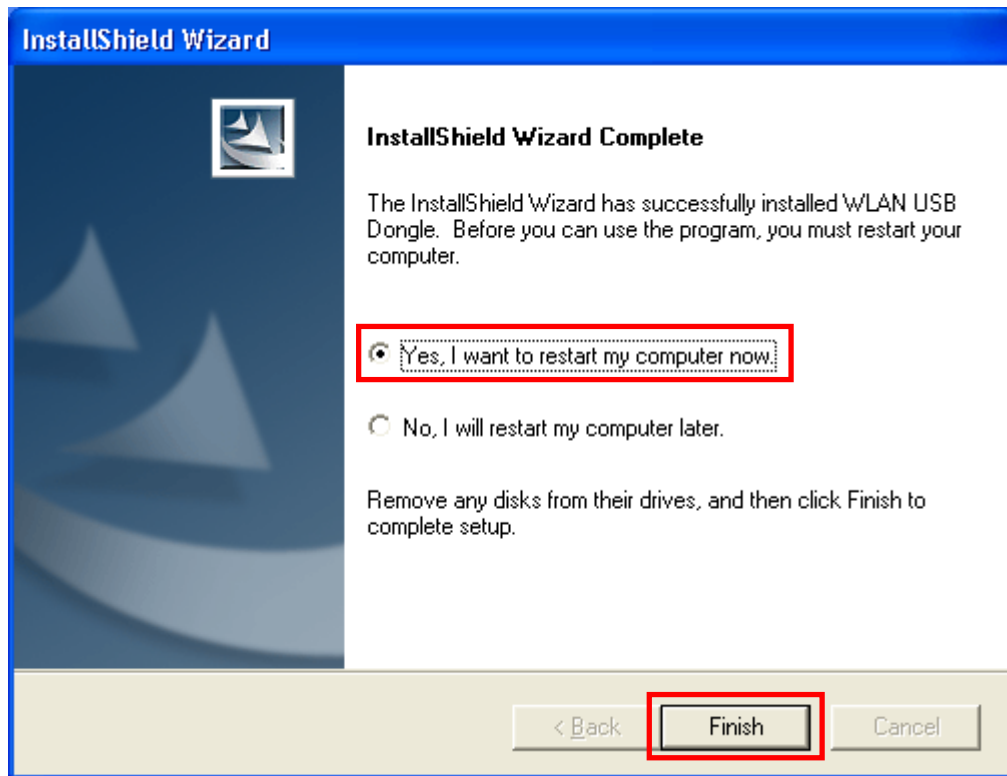 InstallShield Wizard
InstallShield Wizard Complete
The InstallShield Wizard has successfully installed WLAN USB
Dongle. Before you can use the program, you must restart your
computer.
Yes, I want to restart my computer now.
No, I will restart my computer later.
Remove any disks from their drives, and then click Finish to
complete setup.
< Back Finish Cancel